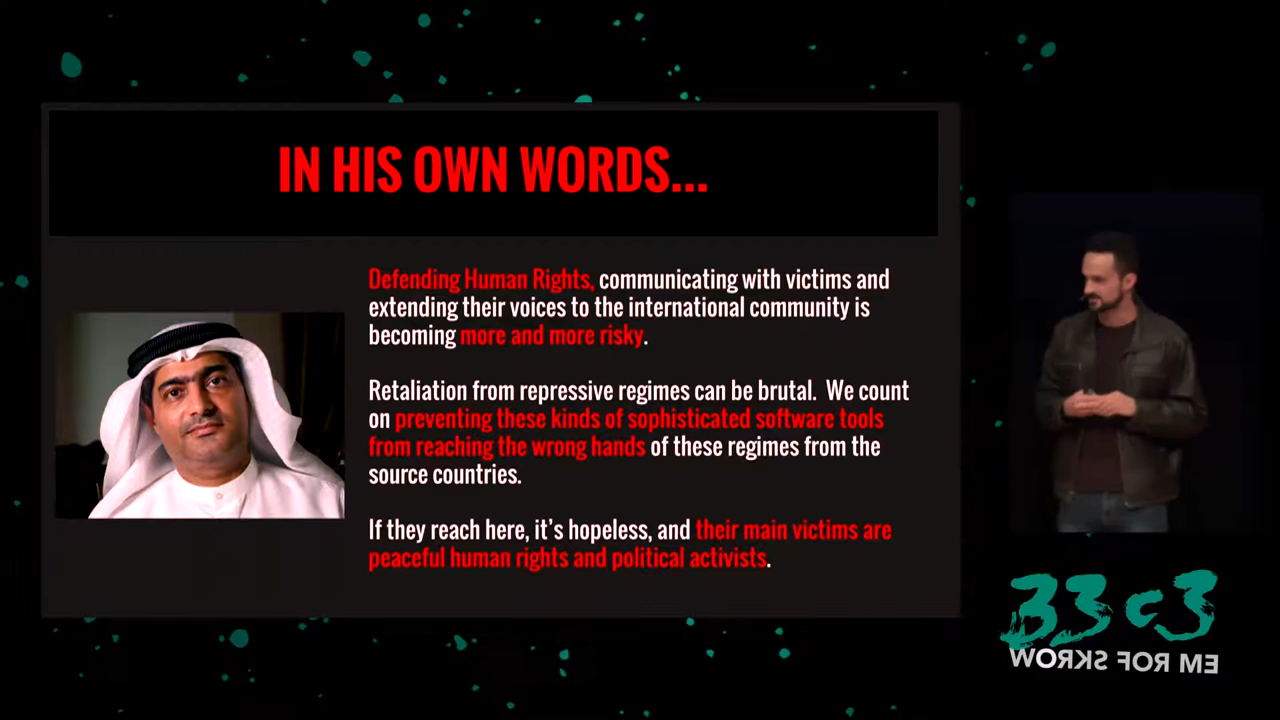 IN HIS OWN WORDS...
Defending Human Rights, communicating with victims and
extending their voices to the international community is
becoming more and more risky.
Retaliation from repressive regimes can be brutal. We count
on preventing these kinds of sophisticated software tools
from reaching the wrong hands of these regimes from the
source countries.
If they reach here, it's hopeless, and their main victims are
peaceful human rights and political activists.
33c3
WORKS FOR ME